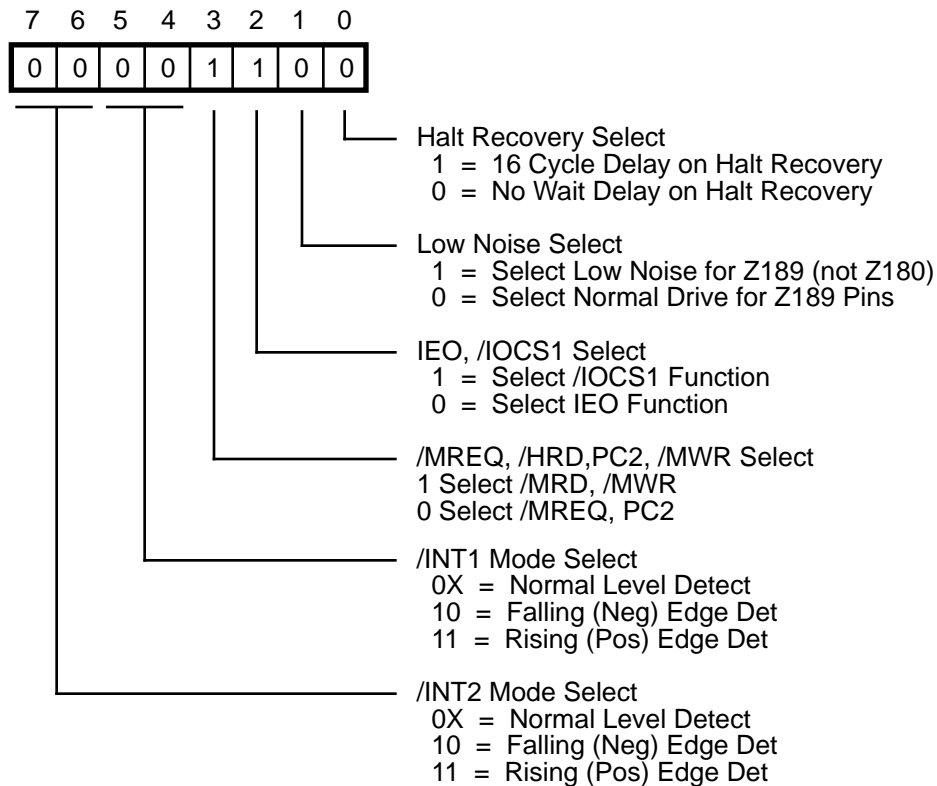 7 6 5 4 3 2 1 0
0 0 0 0 1 1 0 0
Halt Recovery Select
1 = 16 Cycle Delay on Halt Recovery
0 = No Wait Delay on Halt Recovery
Low Noise Select
1 = Select Low Noise for Z189 (not Z180)
0 = Select Normal Drive for Z189 Pins
IEO, /IOCS1 Select
1 = Select /IOCS1 Function
0 = Select IEO Function
/MREQ, /HRD,PC2, /MWR Select
1 Select /MRD, /MWR
0 Select /MREQ, PC2
/INT1 Mode Select
0X = Normal Level Detect
10 = Falling (Neg) Edge Det
11 = Rising (Pos) Edge Det
/INT2 Mode Select
0X = Normal Level Detect
10 = Falling (Neg) Edge Det
11 = Rising (Pos) Edge Det